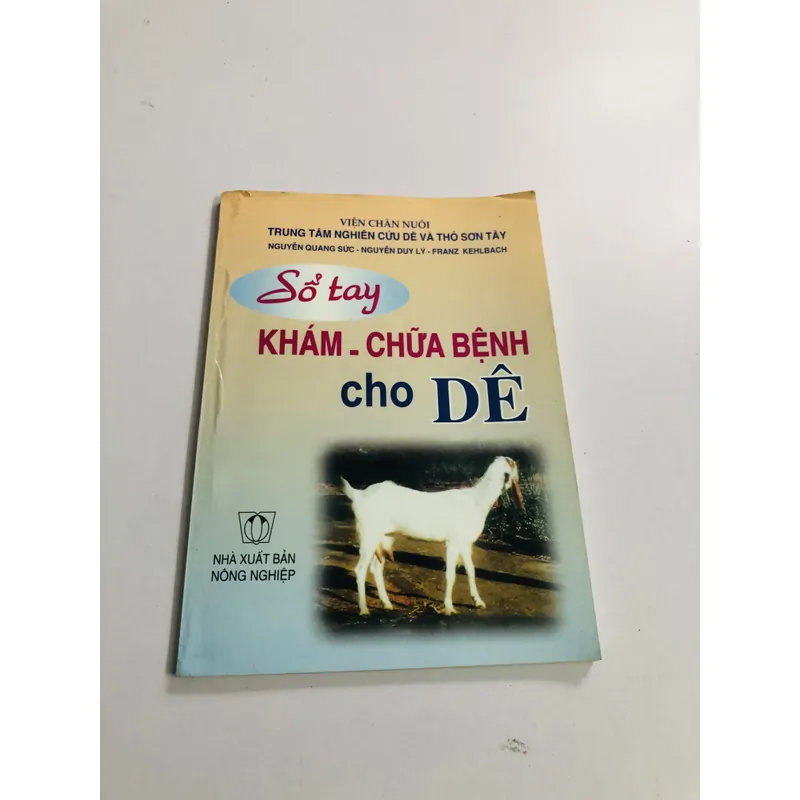 VIỆN CHĂN NUÔI
TRUNG TÂM NGHIÊN CỨU DÊ VÀ THỎ SƠN TÂY
NGUYỄN QUANG SỨC - NGUYỄN DUY LÝ - FRANZ KEHLBACH
Sổ tay
KHÁM - CHỮA BỆNH
cho DÊ
NHÀ XUẤT BẢN
NÔNG NGHIỆP